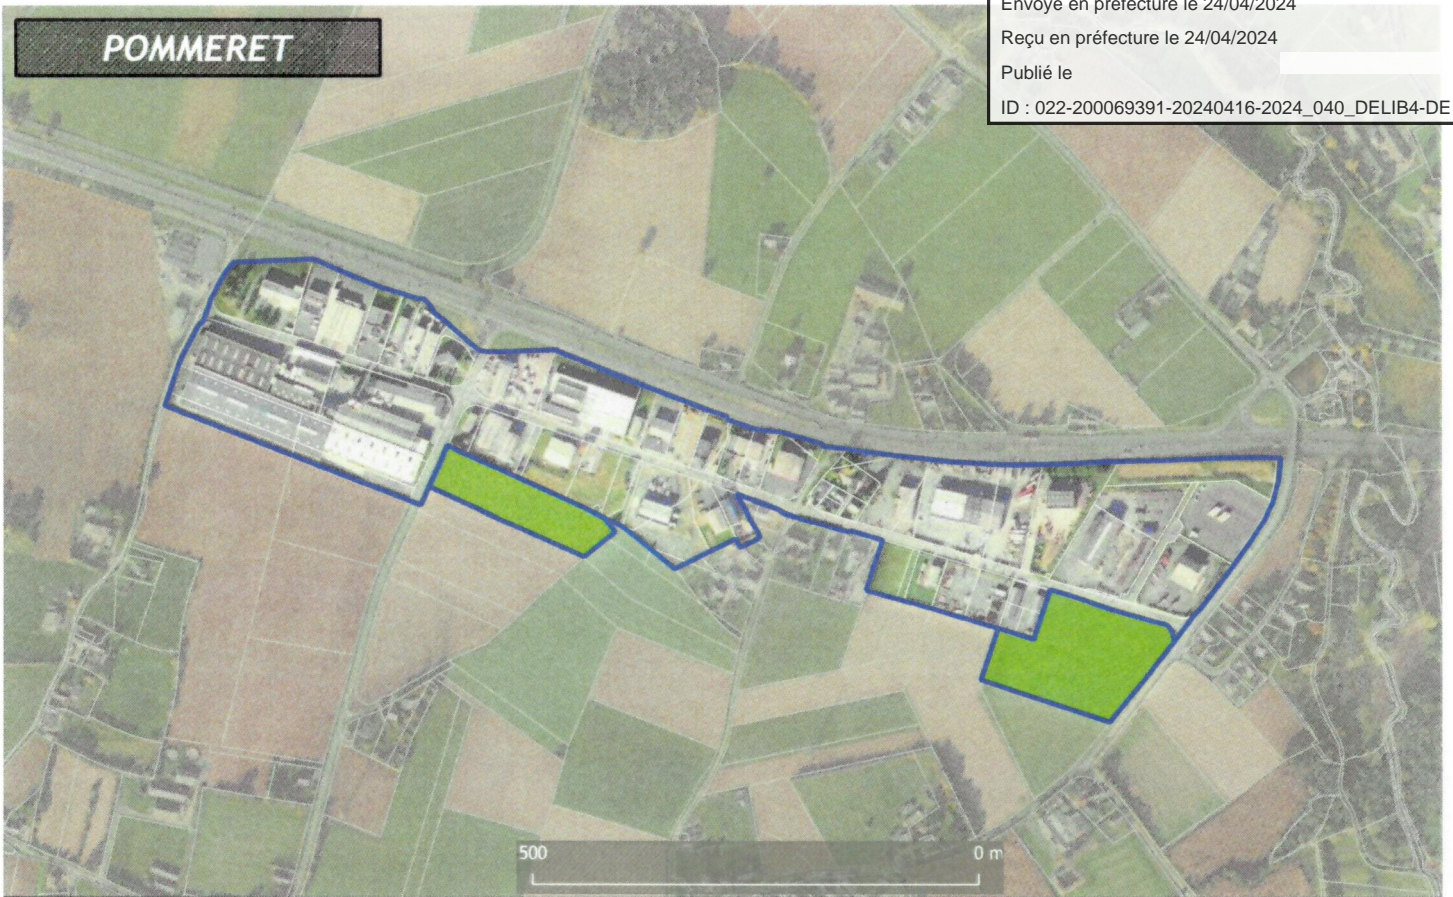 POMMERET
Envoyé en préfecture le 24/04/2024
Reçu en préfecture le 24/04/2024
Publié le
ID : 022-200069391-20240416-2024_040_DELIB4-DE
500
0 m